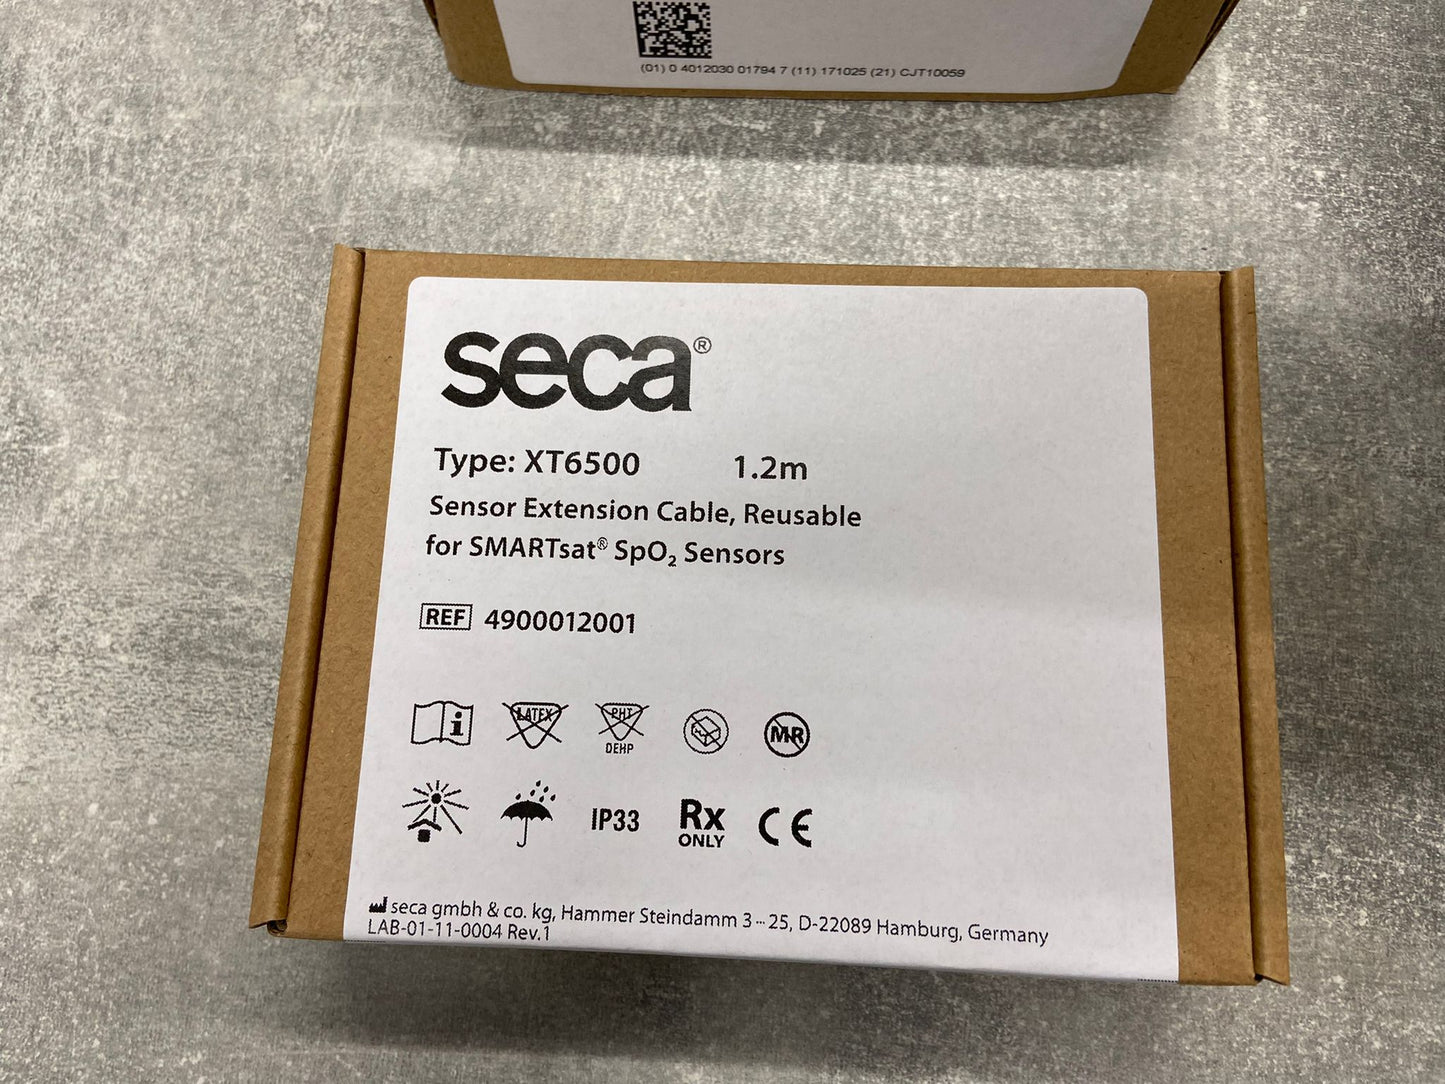 (01) 0 4012030 01794 7 (11) 171025 (21) CJT10059
seca®
Type: XT6500 1.2m
Sensor Extension Cable, Reusable
for SMARTsat® SpO₂ Sensors
REF 4900012001
LATEX PHT DEHP MR
IP33 Rx ONLY CE
seca gmbh & co. kg, Hammer Steindamm 3 – 25, D-22089 Hamburg, Germany
LAB-01-11-0004 Rev.1